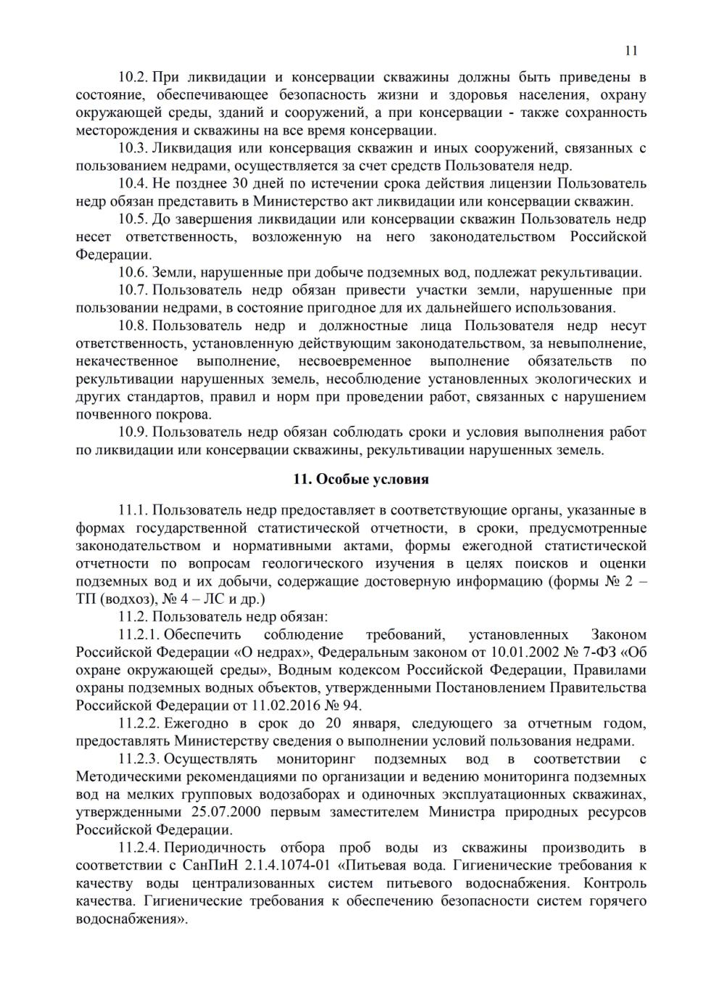 11
10.2. При ликвидации и консервации скважины должны быть приведены в
состояние, обеспечивающее безопасность жизни и здоровья населения, охрану
окружающей среды, зданий и сооружений, а при консервации - также сохранность
месторождения и скважины на все время консервации.
10.3. Ликвидация или консервация скважин и иных сооружений, связанных с
пользованием недрами, осуществляется за счет средств Пользователя недр.
10.4. Не позднее 30 дней по истечении срока действия лицензии Пользователь
недр обязан представить в Министерство акт ликвидации или консервации скважин.
10.5. До завершения ликвидации или консервации скважин Пользователь недр
несет ответственность, возложенную на него законодательством Российской
Федерации.
10.6. Земли, нарушенные при добыче подземных вод, подлежат рекультивации.
10.7. Пользователь недр обязан привести участки земли, нарушенные при
пользовании недрами, в состояние пригодное для их дальнейшего использования.
10.8. Пользователь недр и должностные лица Пользователя недр несут
ответственность, установленную действующим законодательством, за невыполнение,
некачественное выполнение, несвоевременное выполнение обязательств по
рекультивации нарушенных земель, несоблюдение установленных экологических и
других стандартов, правил и норм при проведении работ, связанных с нарушением
почвенного покрова.
10.9. Пользователь недр обязан соблюдать сроки и условия выполнения работ
по ликвидации или консервации скважины, рекультивации нарушенных земель.
11. Особые условия
11.1. Пользователь недр предоставляет в соответствующие органы, указанные в
формах государственной статистической отчетности, в сроки, предусмотренные
законодательством и нормативными актами, формы ежегодной статистической
отчетности по вопросам геологического изучения в целях поисков и оценки
подземных вод и их добычи, содержащие достоверную информацию (формы № 2 –
ТП (водхоз), № 4 – ЛС и др.)
11.2. Пользователь недр обязан:
11.2.1. Обеспечить соблюдение требований, установленных Законом
Российской Федерации «О недрах», Федеральным законом от 10.01.2002 № 7-ФЗ «Об
охране окружающей среды», Водным кодексом Российской Федерации, Правилами
охраны подземных водных объектов, утвержденными Постановлением Правительства
Российской Федерации от 11.02.2016 № 94.
11.2.2. Ежегодно в срок до 20 января, следующего за отчетным годом,
предоставлять Министерству сведения о выполнении условий пользования недрами.
11.2.3. Осуществлять мониторинг подземных вод в соответствии с
Методическими рекомендациями по организации и ведению мониторинга подземных
вод на мелких групповых водозаборах и одиночных эксплуатационных скважинах,
утвержденными 25.07.2000 первым заместителем Министра природных ресурсов
Российской Федерации.
11.2.4. Периодичность отбора проб воды из скважины производить в
соответствии с СанПиН 2.1.4.1074-01 «Питьевая вода. Гигиенические требования к
качеству воды централизованных систем питьевого водоснабжения. Контроль
качества. Гигиенические требования к обеспечению безопасности систем горячего
водоснабжения».